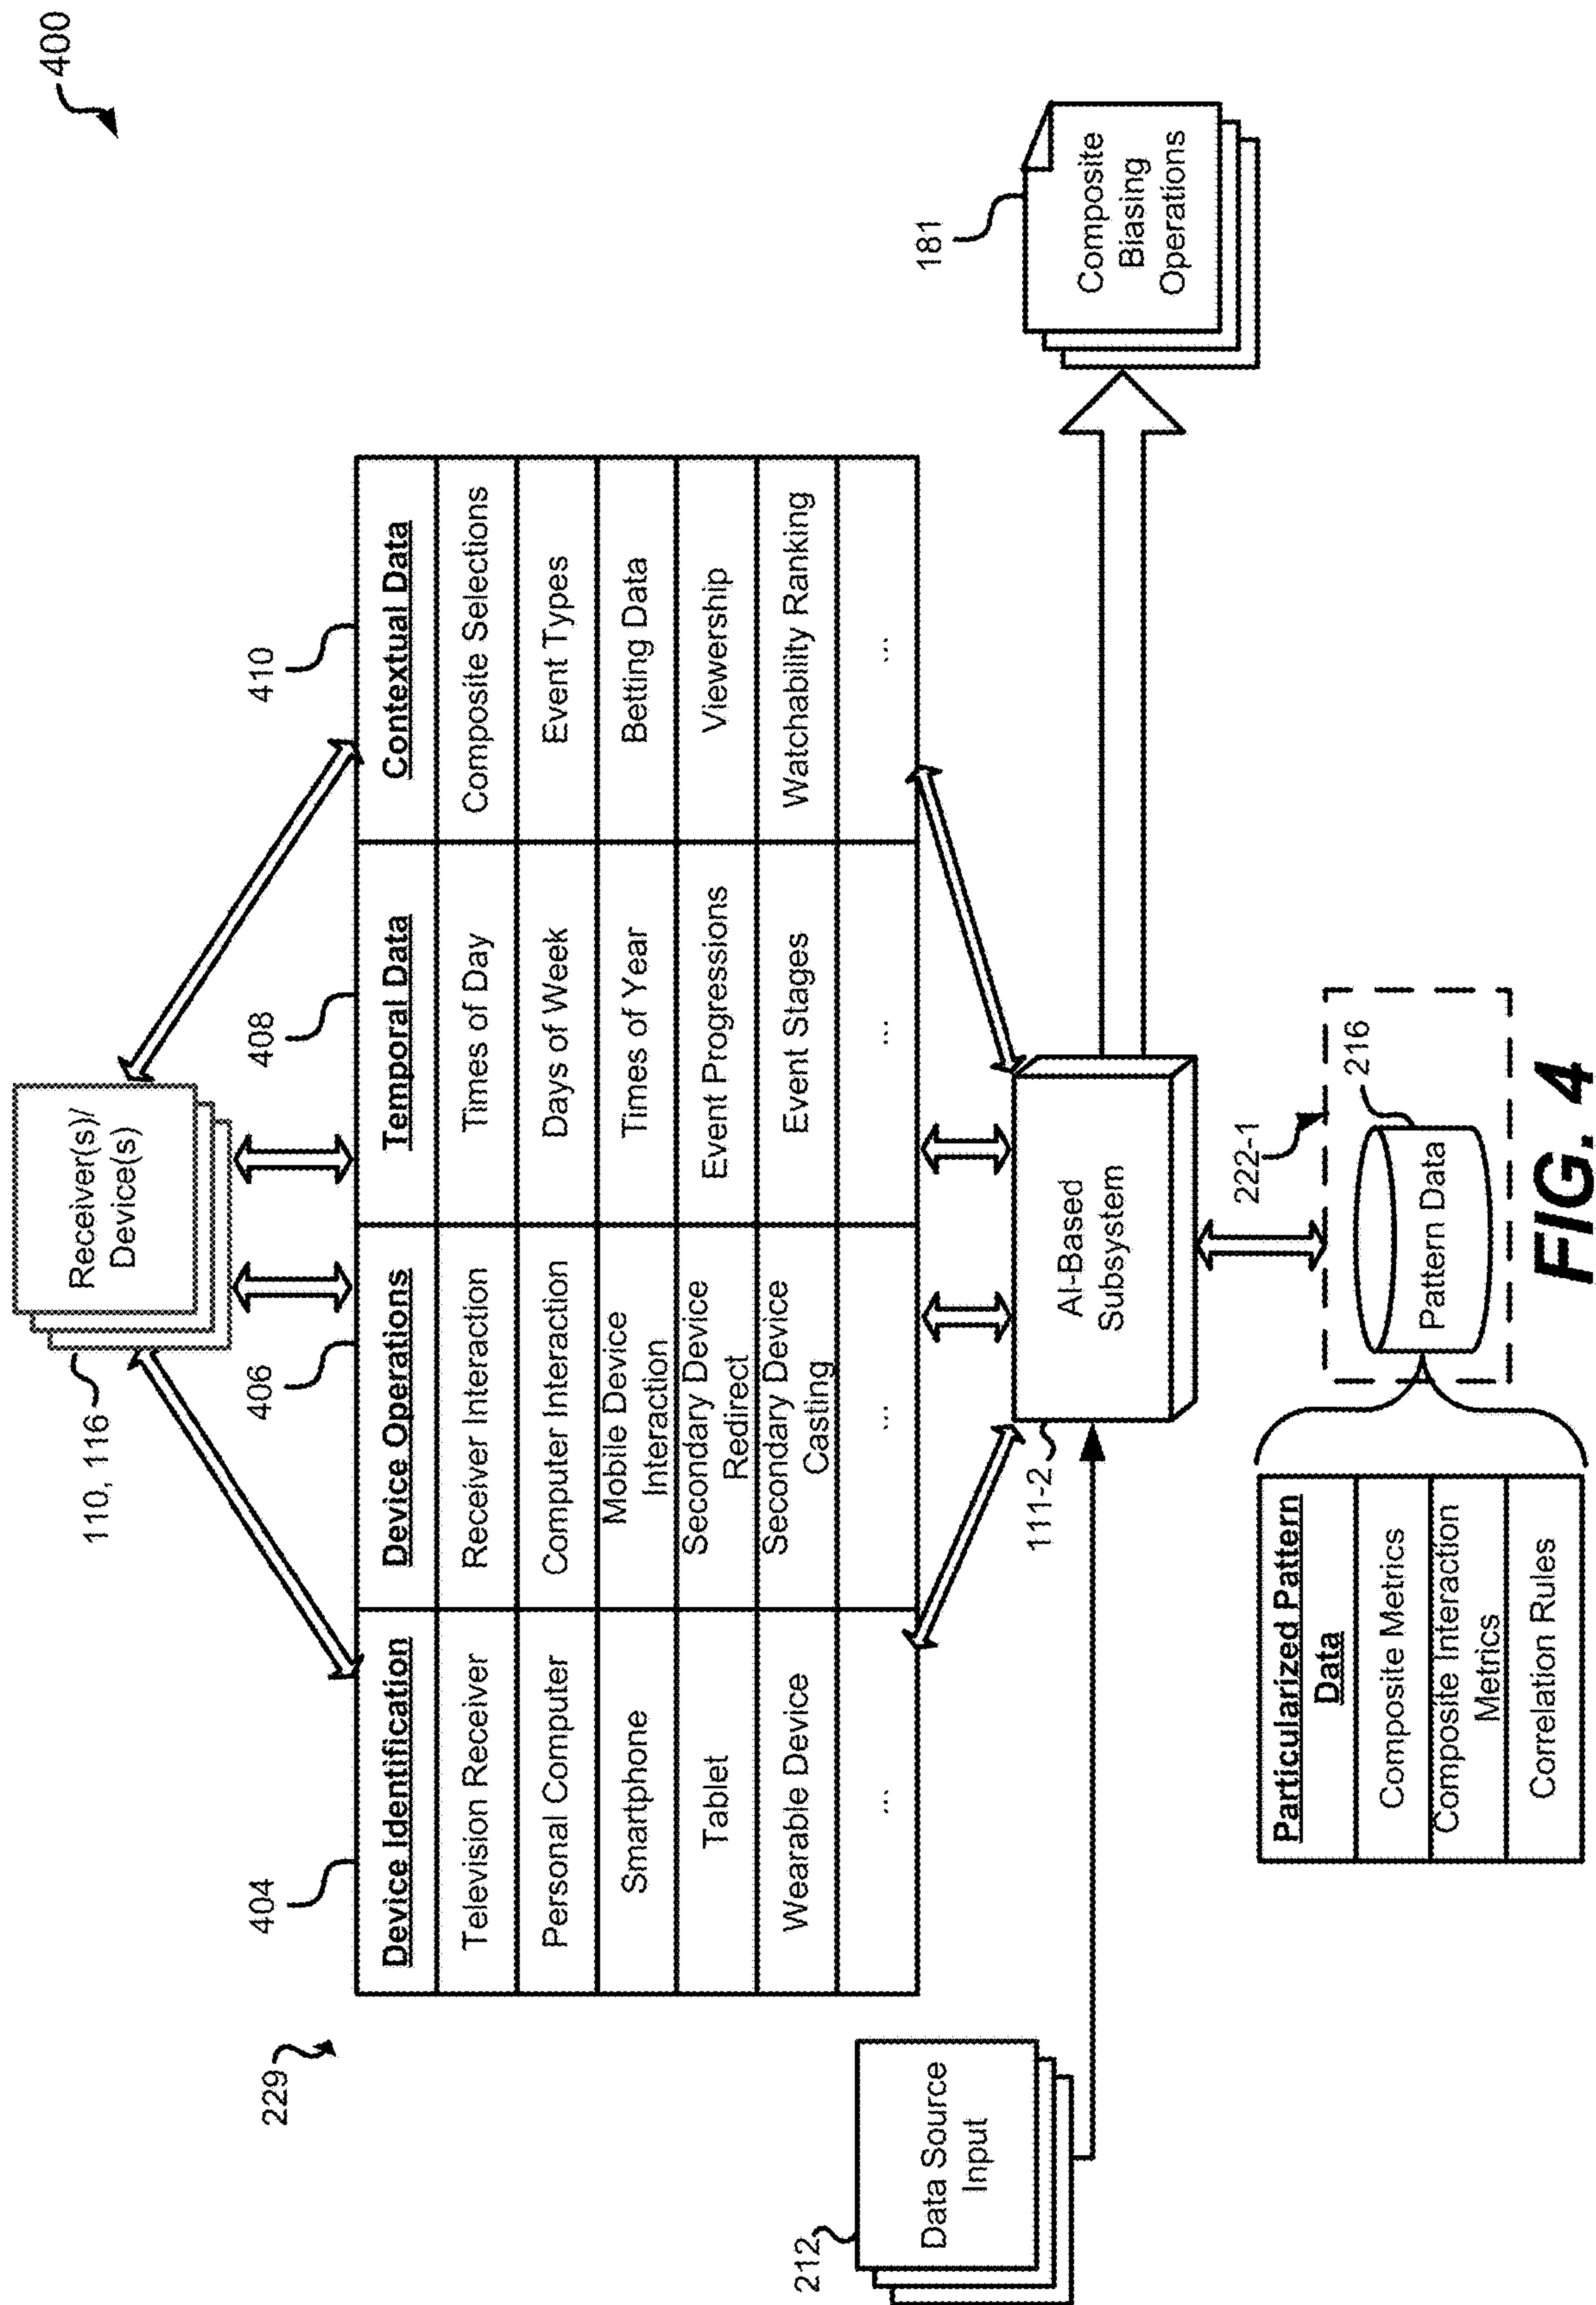 400
110, 116
Receiver(s)/
Device(s)
229
404
406
408
410
Device Identification
Device Operations
Temporal Data
Contextual Data
Television Receiver
Receiver Interaction
Times of Day
Composite Selections
Personal Computer
Computer Interaction
Days of Week
Event Types
Smartphone
Mobile Device
Interaction
Times of Year
Betting Data
Tablet
Secondary Device
Redirect
Event Progressions
Viewership
Wearable Device
Secondary Device
Casting
Event Stages
Watchability Ranking
...
...
...
...
212
Data Source
Input
111-2
AI-Based
Subsystem
181
Composite
Biasing
Operations
222-1
216
Pattern Data
Particularized Pattern
Data
Composite Metrics
Composite Interaction
Metrics
Correlation Rules
FIG. 4